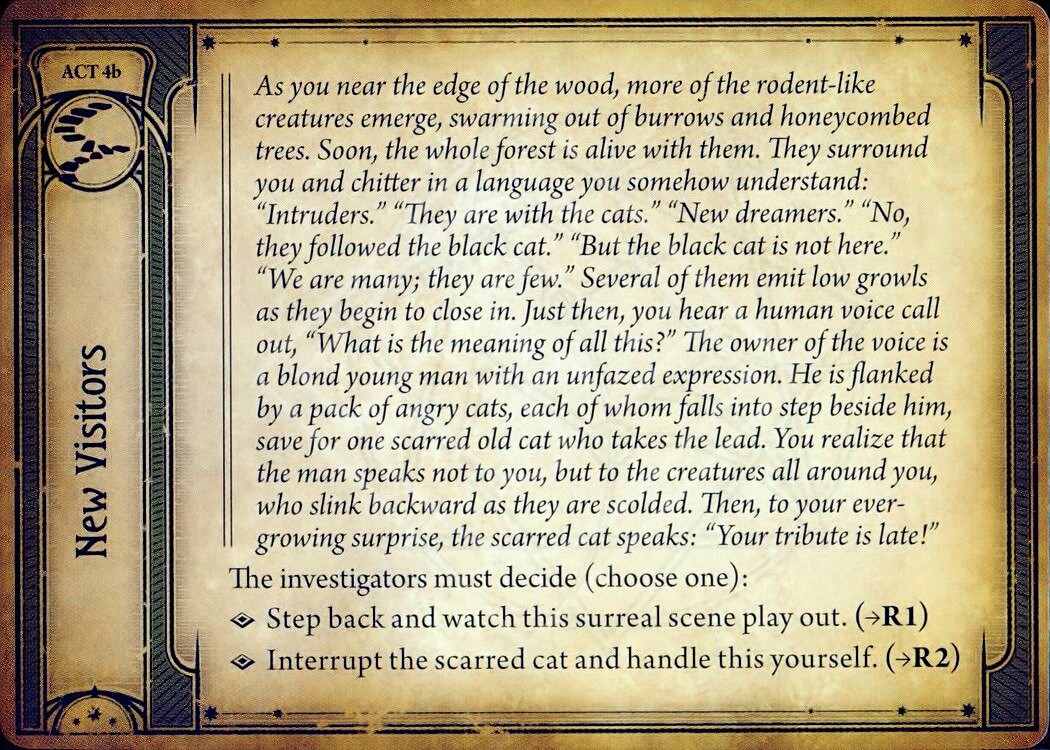 ACT 4b
New Visitors
As you near the edge of the wood, more of the rodent-like
creatures emerge, swarming out of burrows and honeycombed
trees. Soon, the whole forest is alive with them. They surround
you and chitter in a language you somehow understand:
“Intruders.” “They are with the cats.” “New dreamers.” “No,
they followed the black cat.” “But the black cat is not here.”
“We are many; they are few.” Several of them emit low growls
as they begin to close in. Just then, you hear a human voice call
out, “What is the meaning of all this?” The owner of the voice is
a blond young man with an unfazed expression. He is flanked
by a pack of angry cats, each of whom falls into step beside him,
save for one scarred old cat who takes the lead. You realize that
the man speaks not to you, but to the creatures all around you,
who slink backward as they are scolded. Then, to your ever-
growing surprise, the scarred cat speaks: “Your tribute is late!”
The investigators must decide (choose one):
Step back and watch this surreal scene play out. (→R1)
Interrupt the scarred cat and handle this yourself. (→R2)